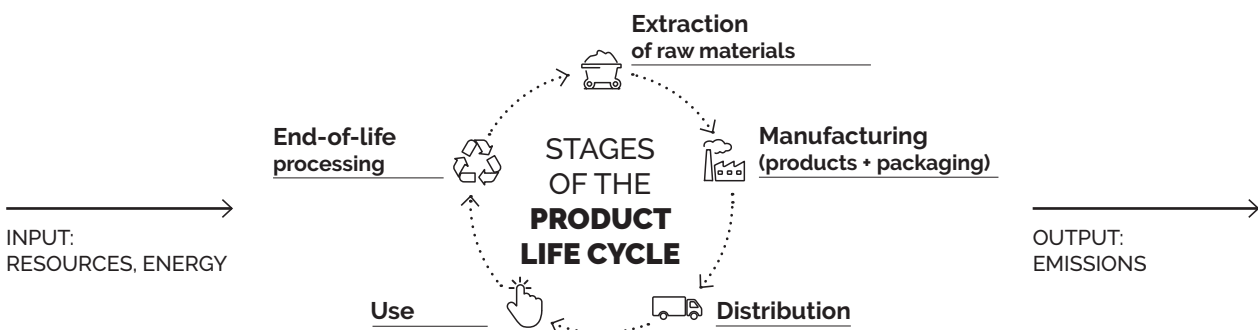 Extraction
of raw materials
End-of-life
processing
STAGES
OF THE
PRODUCT
LIFE CYCLE
Manufacturing
(products + packaging)
INPUT:
RESOURCES, ENERGY
OUTPUT:
EMISSIONS
Use
Distribution